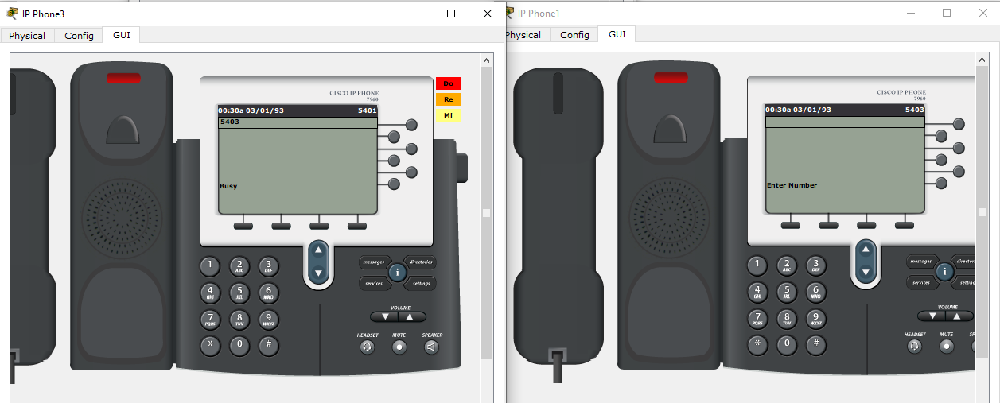 IP Phone3
Physical Config GUI
CISCO IP PHONE
7960
00:30a 03/01/93 5401
5403
Busy
Do
Re
Mi
messages directories
i
services settings
1 2 ABC 3 DEF
4 GHI 5 JKL 6 MNO
7 PQRS 8 TUV 9 WXYZ
* 0 #
VOLUME
HEADSET MUTE SPEAKER
IP Phone1
Physical Config GUI
CISCO IP PHONE
7960
00:30a 03/01/93 5403
Enter Number
messages director
i
services settings
1 2 ABC 3 DEF
4 GHI 5 JKL 6 MNO
7 PQRS 8 TUV 9 WXYZ
* 0 #
VOLUME
HEADSET MUTE SP